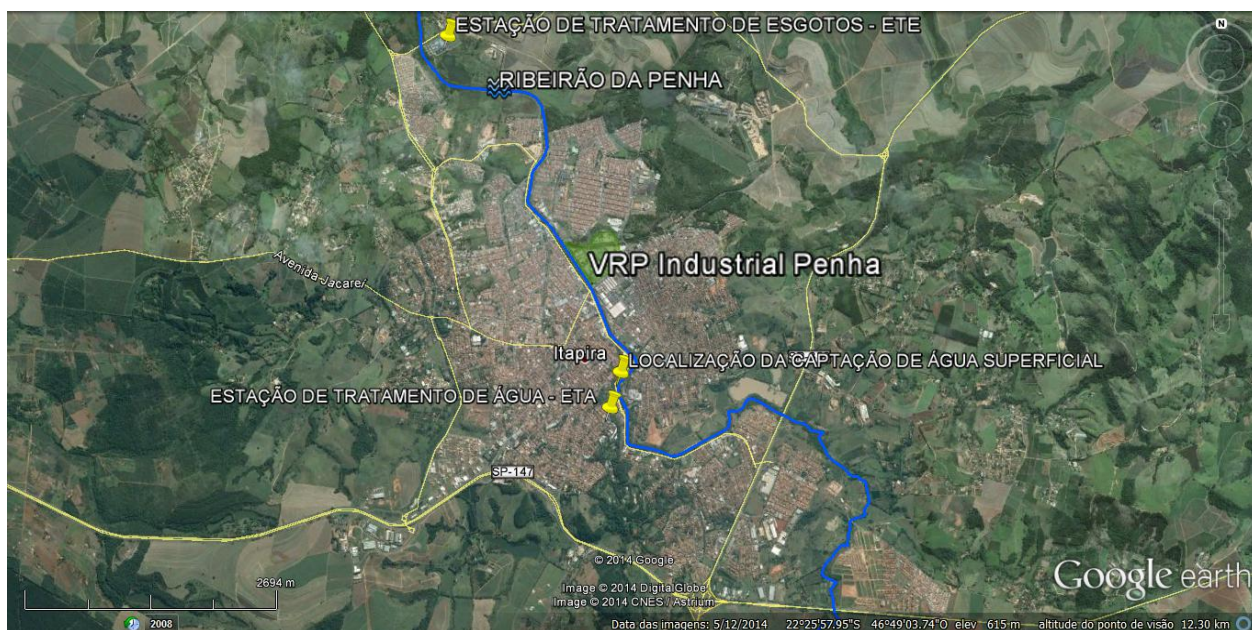 ESTAÇÃO DE TRATAMENTO DE ESGOTOS - ETE
N
RIBEIRÃO DA PENHA
VRP Industrial Penha
Avenida Jacareí
Itapira
LOCALIZAÇÃO DA CAPTAÇÃO DE ÁGUA SUPERFICIAL
ESTAÇÃO DE TRATAMENTO DE ÁGUA - ETA
SP-147
© 2014 Google
2694 m
Image © 2014 DigitalGlobe
Image © 2014 CNES / Astrium
Google earth
2008
Data das imagens: 5/12/2014 22°25'57.95"S 46°49'03.74"O elev 615 m altitude do ponto de visão 12.30 km